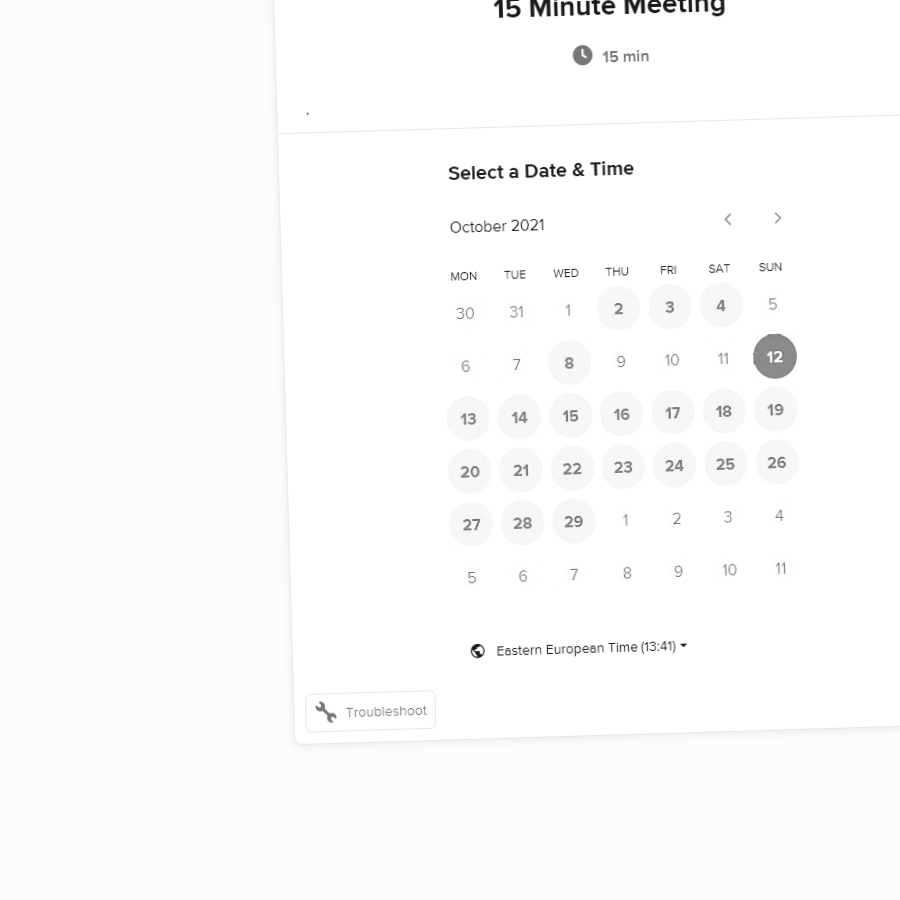 15 Minute Meeting
15 min
Select a Date & Time
October 2021
MON TUE WED THU FRI SAT SUN
30 31 1 2 3 4 5
6 7 8 9 10 11 12
13 14 15 16 17 18 19
20 21 22 23 24 25 26
27 28 29 1 2 3 4
5 6 7 8 9 10 11
Eastern European Time (13:41)
Troubleshoot